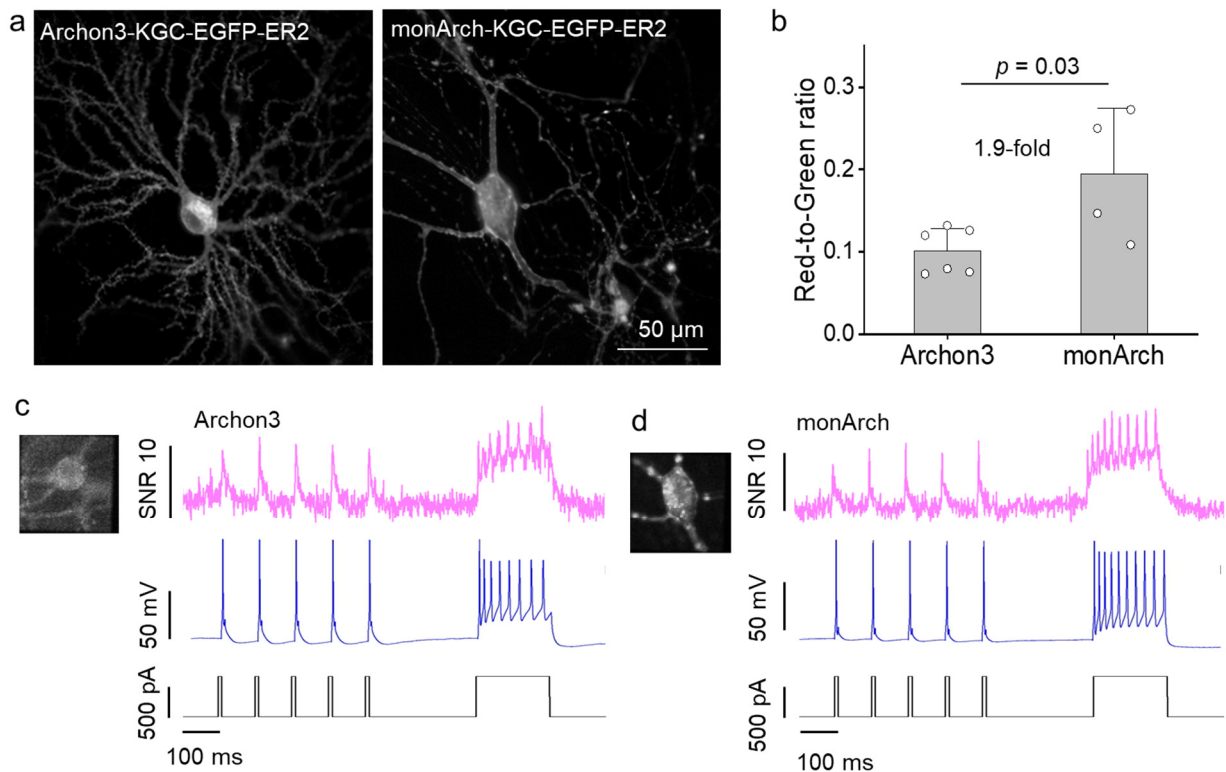 a
Archon3-KGC-EGFP-ER2
monArch-KGC-EGFP-ER2
50 μm
b
Red-to-Green ratio
0.3
0.2
0.1
0.0
p = 0.03
1.9-fold
Archon3
monArch
c
Archon3
SNR 10
50 mV
500 pA
100 ms
d
monArch
SNR 10
50 mV
500 pA
100 ms